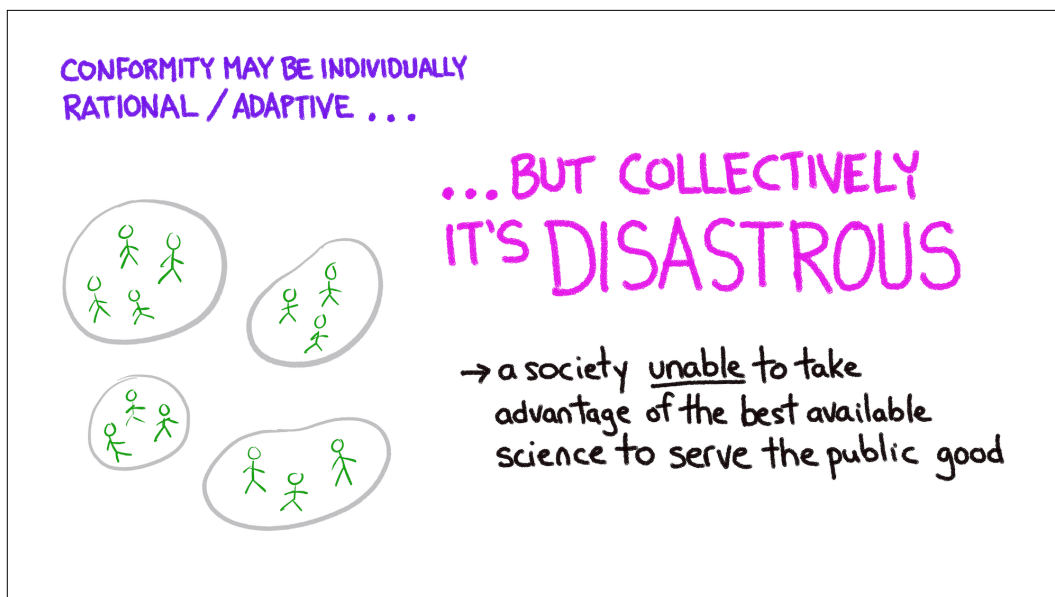 CONFORMITY MAY BE INDIVIDUALLY
RATIONAL / ADAPTIVE ...
... BUT COLLECTIVELY
IT'S DISASTROUS
→ a society unable to take
advantage of the best available
science to serve the public good